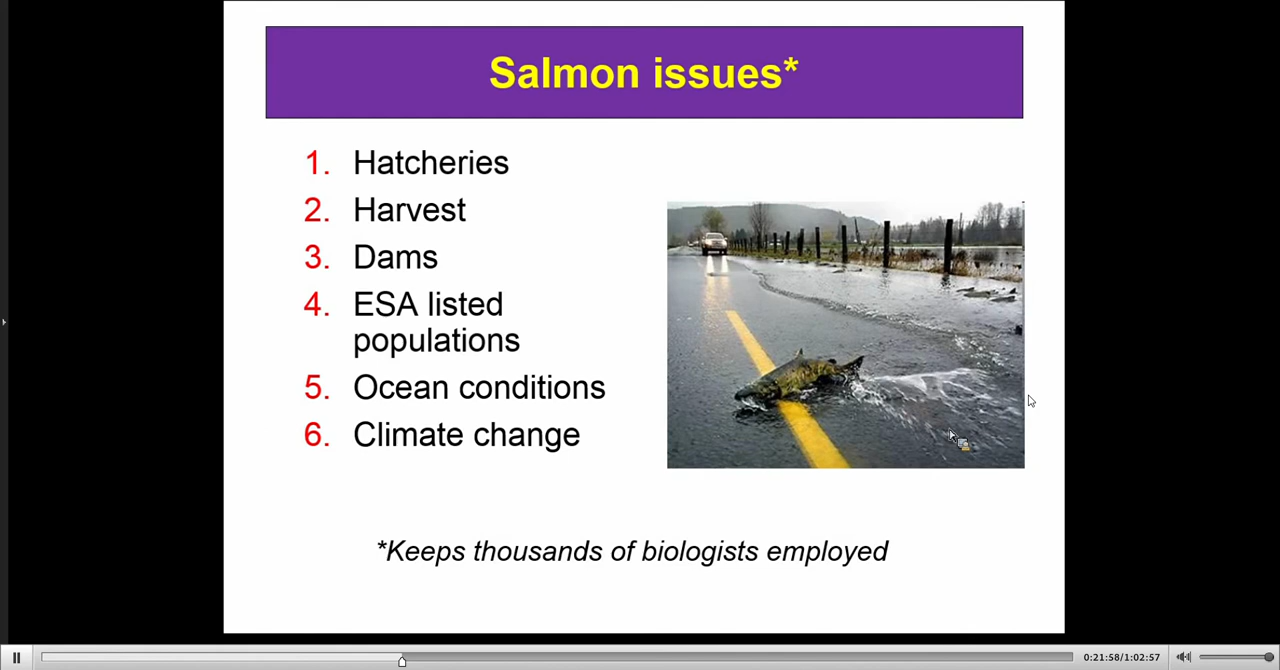 Salmon issues*
1. Hatcheries
2. Harvest
3. Dams
4. ESA listed
populations
5. Ocean conditions
6. Climate change
*Keeps thousands of biologists employed
0:21:58/1:02:57